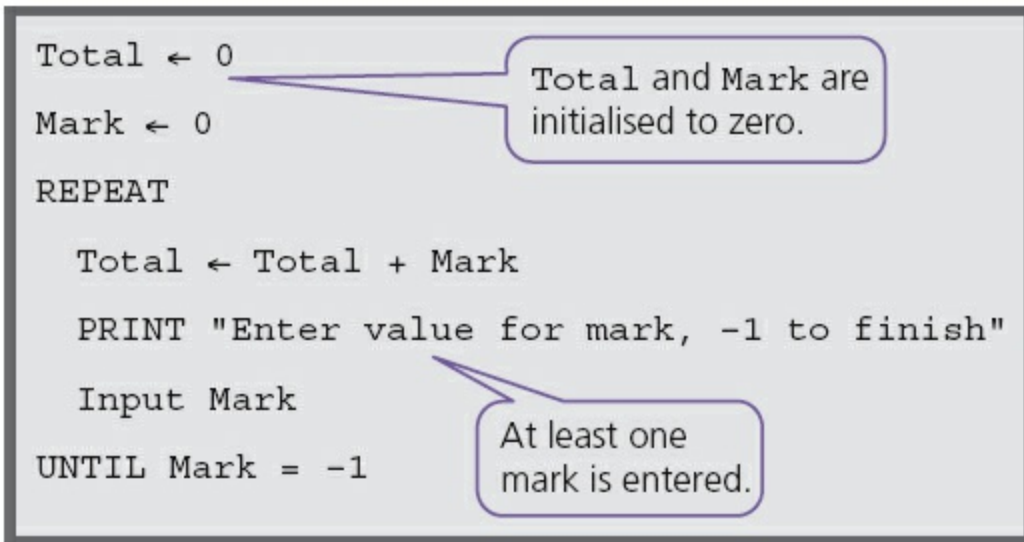 Total ← 0
Total and Mark are
initialised to zero.
Mark ← 0
REPEAT
Total ← Total + Mark
PRINT "Enter value for mark, -1 to finish"
Input Mark
At least one
mark is entered.
UNTIL Mark = -1